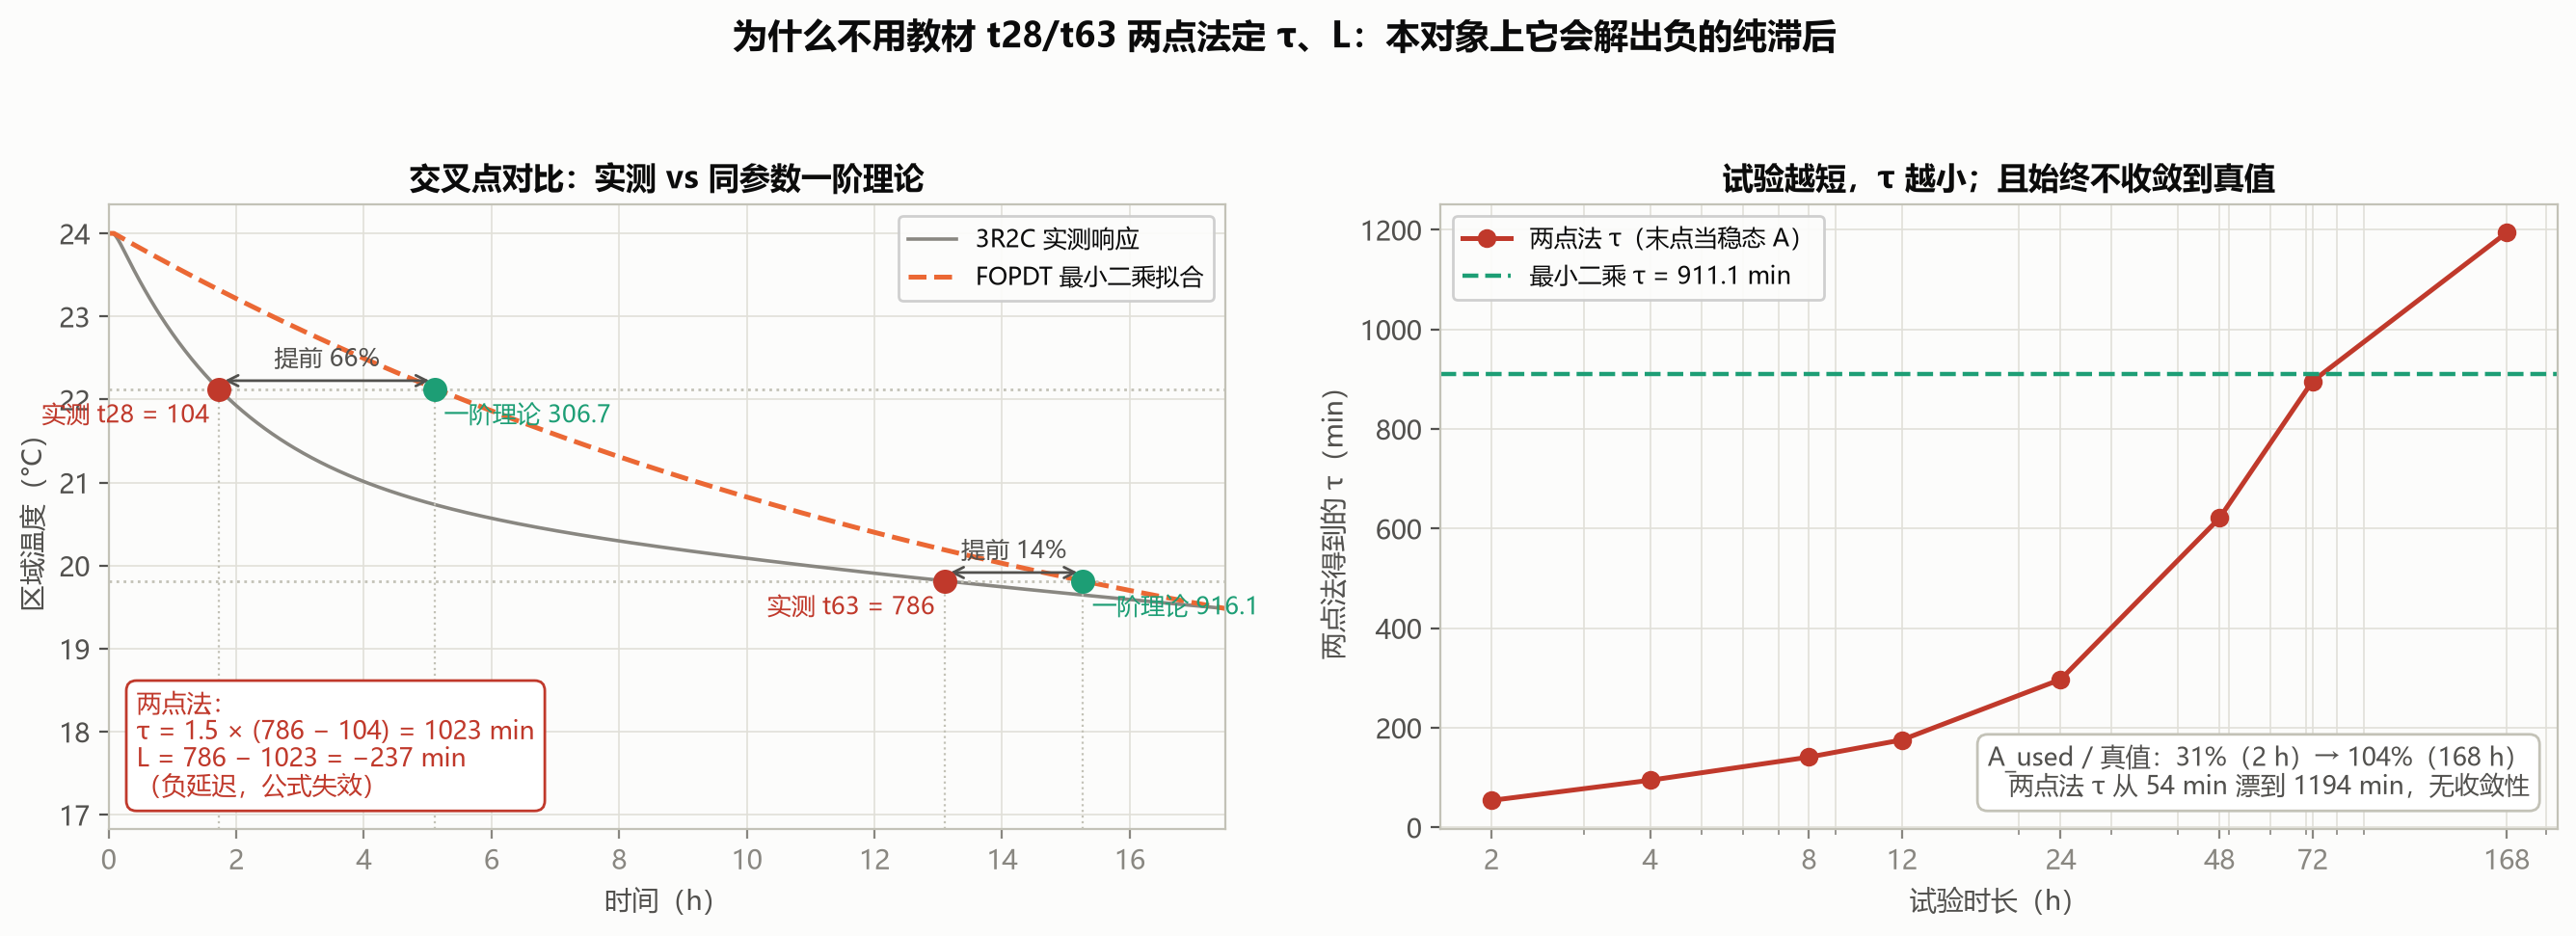 为什么不用教材 t28/t63 两点法定 τ、L：本对象上它会解出负的纯滞后
交叉点对比：实测 vs 同参数一阶理论
24
23
22
21
20
19
18
17
区域温度（°C）
3R2C 实测响应
FOPDT 最小二乘拟合
提前 66%
实测 t28 = 104
一阶理论 306.7
提前 14%
实测 t63 = 786
一阶理论 916.1
两点法：
τ = 1.5 × (786 − 104) = 1023 min
L = 786 − 1023 = −237 min
（负延迟，公式失效）
0 2 4 6 8 10 12 14 16
时间（h）
试验越短，τ 越小；且始终不收敛到真值
1200
1000
800
600
400
200
0
两点法得到的 τ（min）
两点法 τ（末点当稳态 A）
最小二乘 τ = 911.1 min
A_used / 真值：31%（2 h）→ 104%（168 h）
两点法 τ 从 54 min 漂到 1194 min，无收敛性
2 4 8 12 24 48 72 168
试验时长（h）